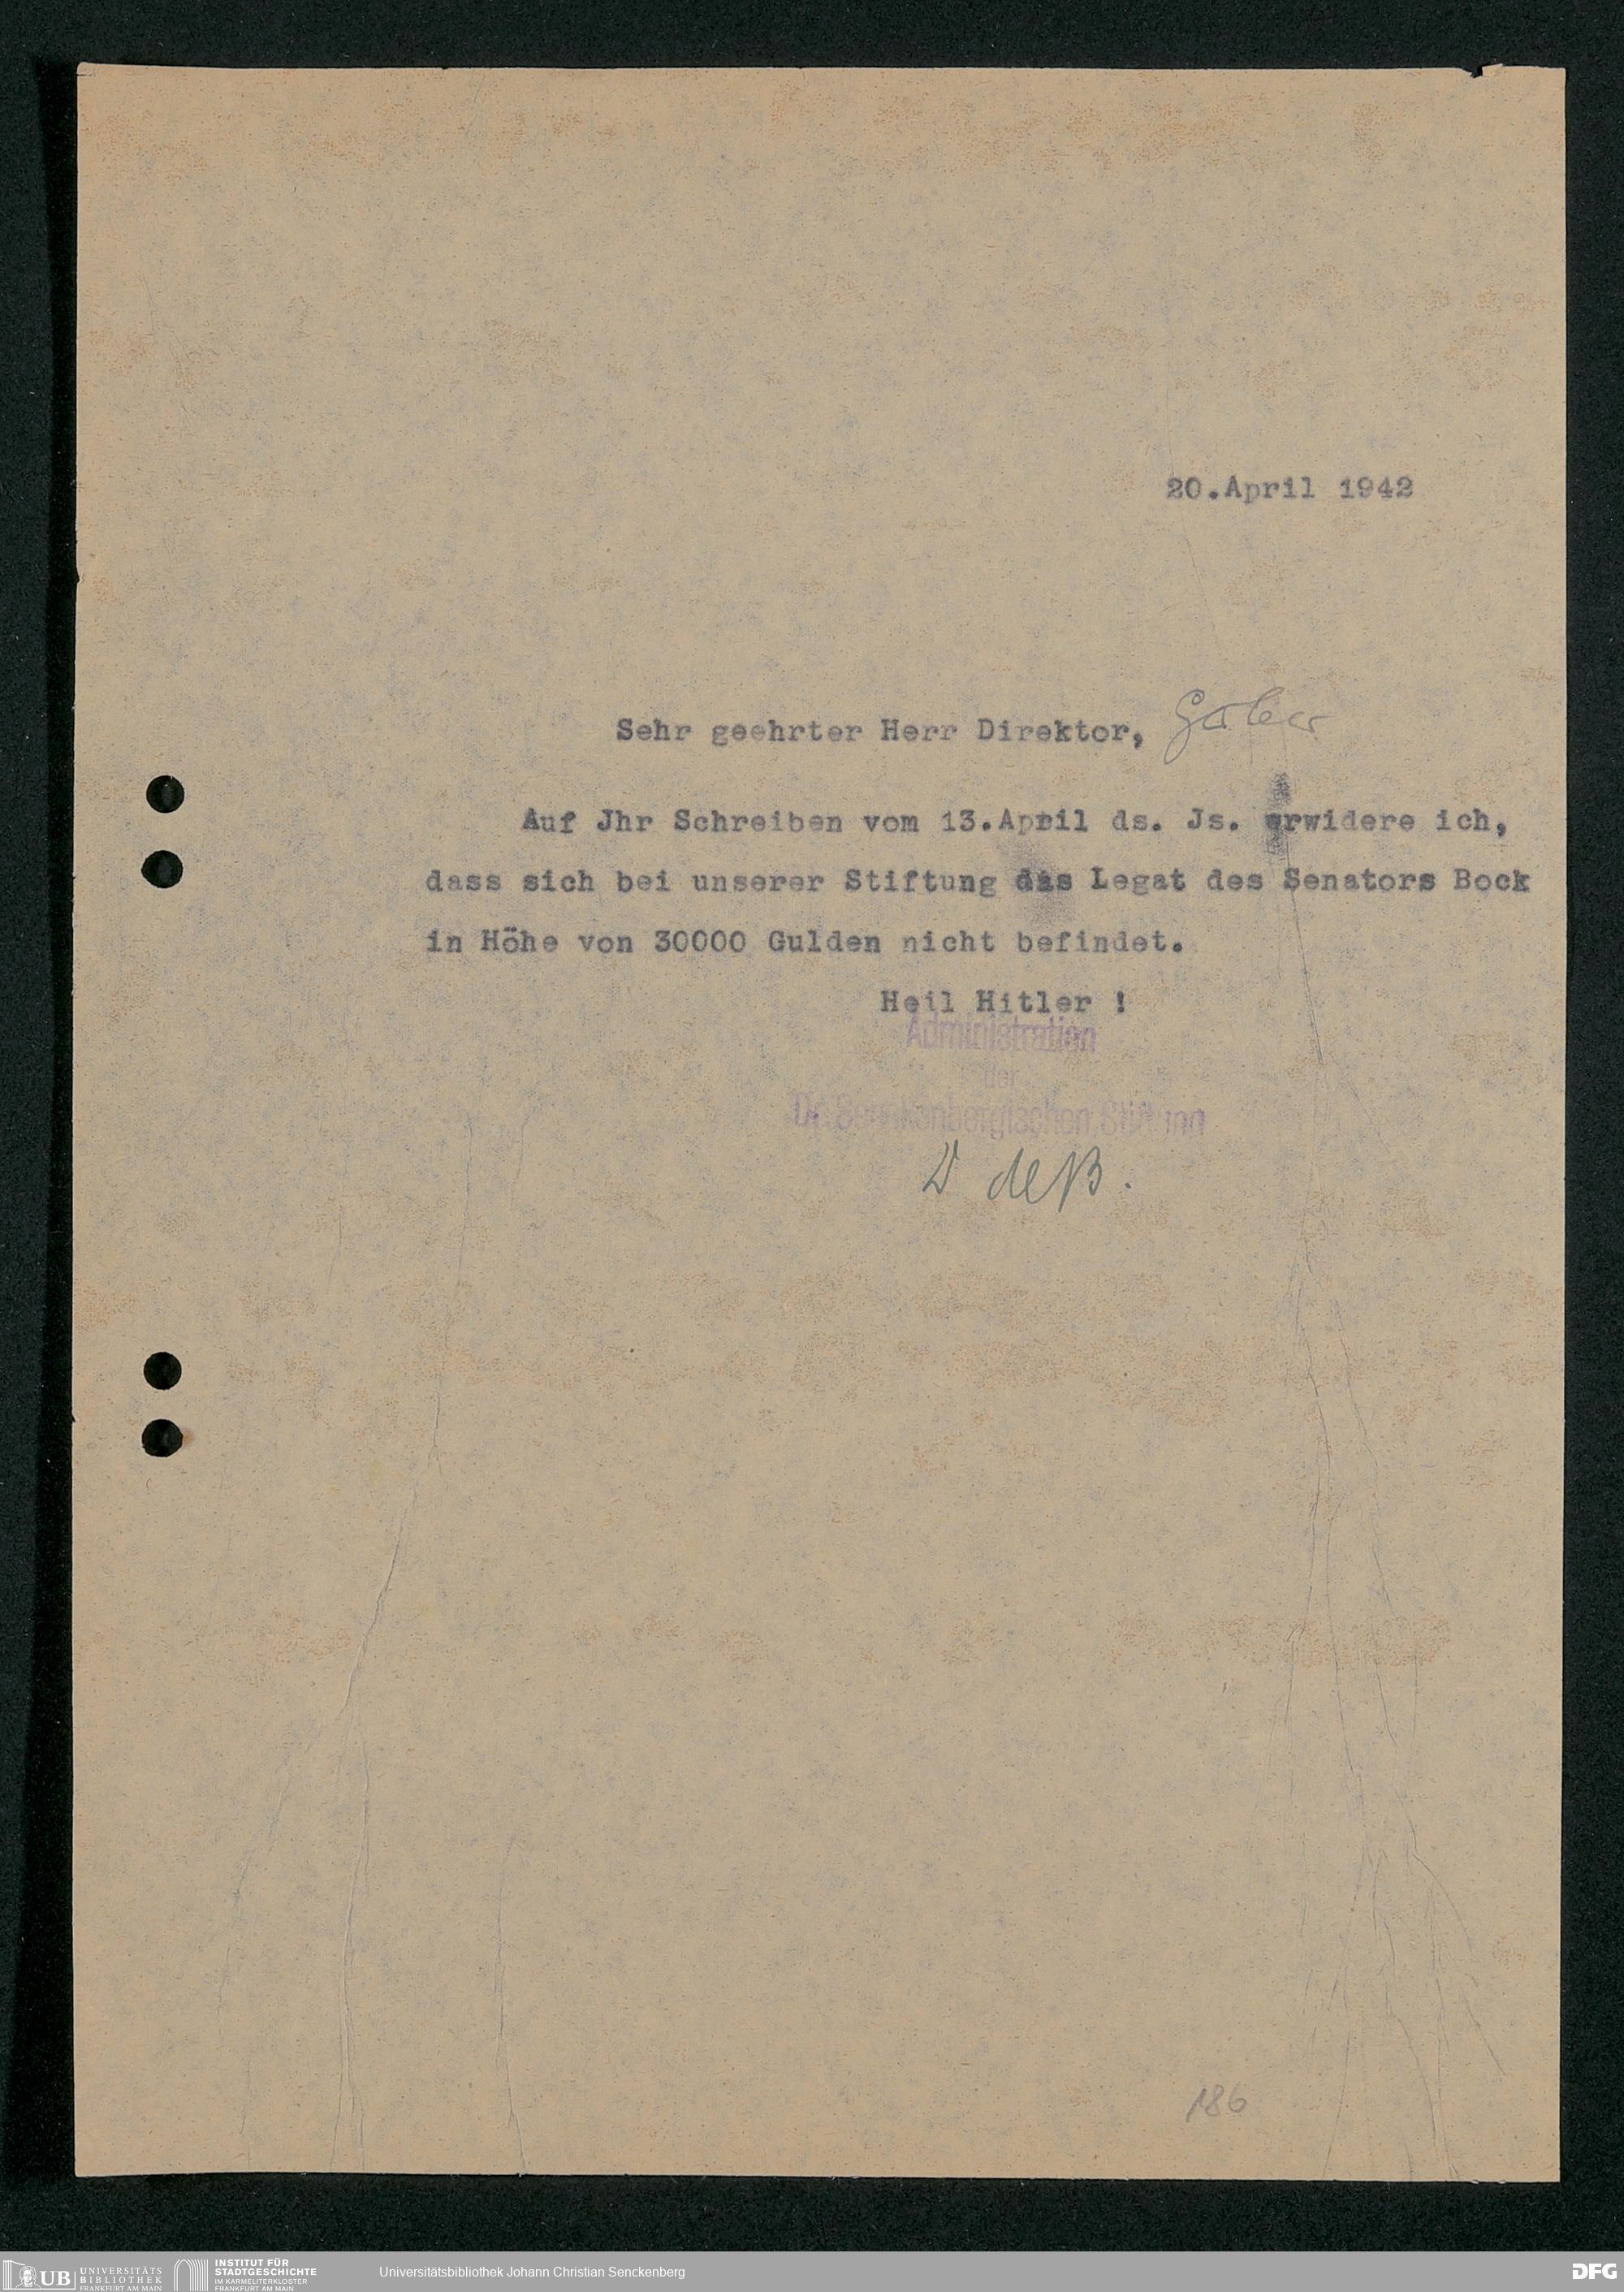 20.April 1942
Sehr geehrter Herr Direktor,
Auf Jhr Schreiben vom 13.April ds. Js. erwidere ich,
dass sich bei unserer Stiftung das Legat des Senators Bock
in Höhe von 30000 Gulden nicht befindet.
Heil Hitler !
Administration
der
Dr. Senckenbergischen Stiftung
186
UB UNIVERSITÄTS
BIBLIOTHEK
FRANKFURT AM MAIN
INSTITUT FÜR
STADTGESCHICHTE
IM KARMELITERKLOSTER
FRANKFURT AM MAIN
Universitätsbibliothek Johann Christian Senckenberg
DFG